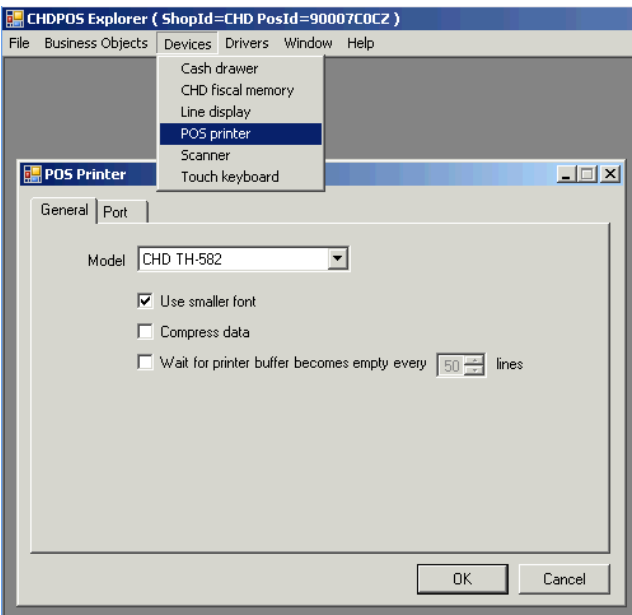 CHDPOS Explorer ( ShopId=CHD PosId=90007C0CZ )
File Business Objects Devices Drivers Window Help
Cash drawer
CHD fiscal memory
Line display
POS printer
Scanner
Touch keyboard
POS Printer
General Port
Model CHD TH-582
Use smaller font
Compress data
Wait for printer buffer becomes empty every 50 lines
OK Cancel